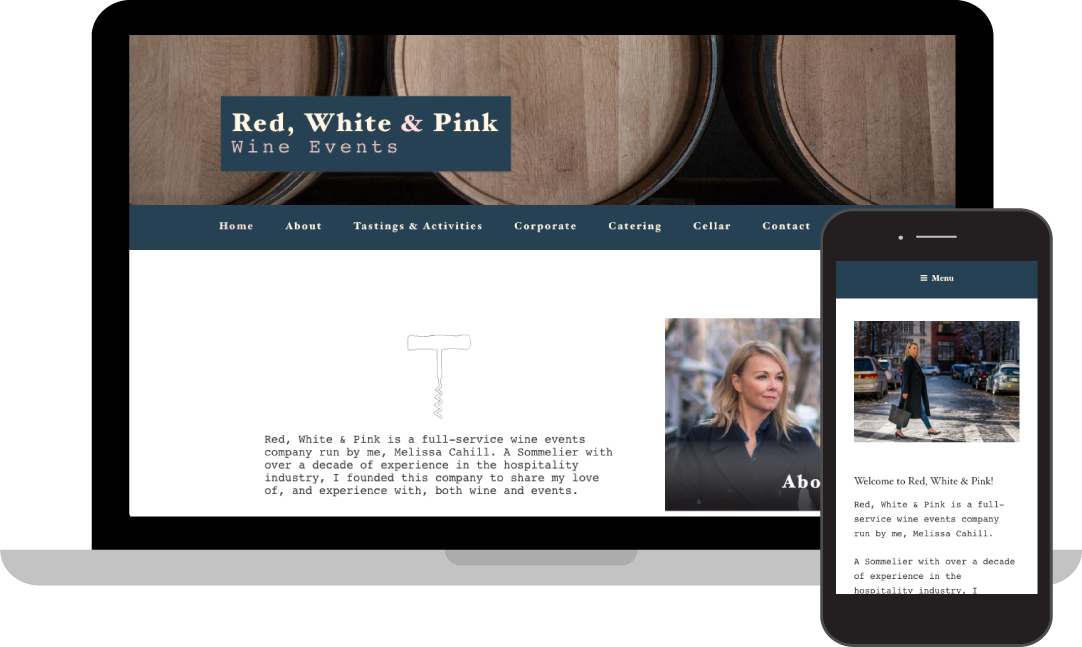 Red, White & Pink
Wine Events
Home About Tastings & Activities Corporate Catering Cellar Contact
Red, White & Pink is a full-service wine events
company run by me, Melissa Cahill. A Sommelier with
over a decade of experience in the hospitality
industry, I founded this company to share my love
of, and experience with, both wine and events.
Abo
Menu
Welcome to Red, White & Pink!
Red, White & Pink is a full-
service wine events company
run by me, Melissa Cahill.
A Sommelier with over a decade
of experience in the
hospitality industry, I